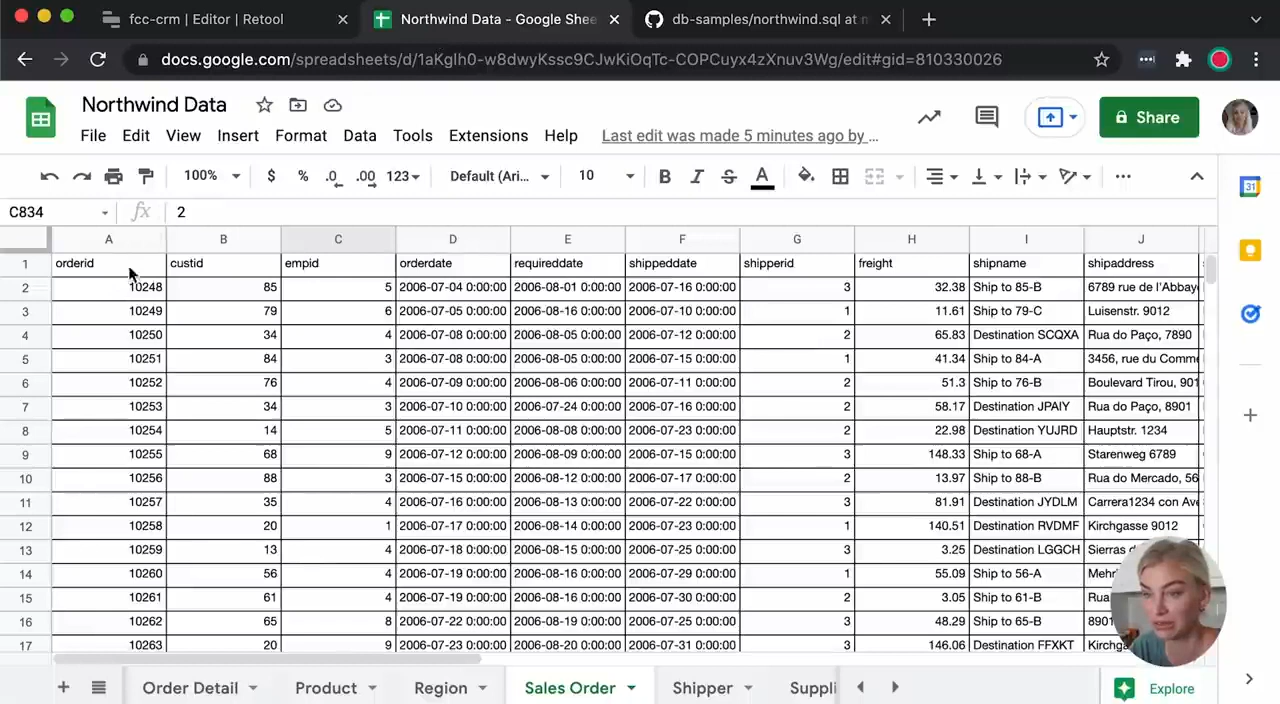 fcc-crm | Editor | Retool
Northwind Data - Google Shee
db-samples/northwind.sql at n
docs.google.com/spreadsheets/d/1aKglh0-w8dwyKssc9CJwKiOqTc-COPCuyx4zXnuv3Wg/edit#gid=810330026
Northwind Data
File Edit View Insert Format Data Tools Extensions Help Last edit was made 5 minutes ago by …
Share
100% $ % .0 .00 123 Default (Ari... 10 B I S A
C834 fx 2
A B C D E F G H I J
1 orderid custid empid orderdate requireddate shippeddate shipperid freight shipname shipaddress
2 10248 85 5 2006-07-04 0:00:00 2006-08-01 0:00:00 2006-07-16 0:00:00 3 32.38 Ship to 85-B 6789 rue de l'Abbay
3 10249 79 6 2006-07-05 0:00:00 2006-08-16 0:00:00 2006-07-10 0:00:00 1 11.61 Ship to 79-C Luisenstr. 9012
4 10250 34 4 2006-07-08 0:00:00 2006-08-05 0:00:00 2006-07-12 0:00:00 2 65.83 Destination SCQXA Rua do Paço, 7890
5 10251 84 3 2006-07-08 0:00:00 2006-08-05 0:00:00 2006-07-15 0:00:00 1 41.34 Ship to 84-A 3456, rue du Comme
6 10252 76 4 2006-07-09 0:00:00 2006-08-06 0:00:00 2006-07-11 0:00:00 2 51.3 Ship to 76-B Boulevard Tirou, 901
7 10253 34 3 2006-07-10 0:00:00 2006-07-24 0:00:00 2006-07-16 0:00:00 2 58.17 Destination JPAIY Rua do Paço, 8901
8 10254 14 5 2006-07-11 0:00:00 2006-08-08 0:00:00 2006-07-23 0:00:00 2 22.98 Destination YUJRD Hauptstr. 1234
9 10255 68 9 2006-07-12 0:00:00 2006-08-09 0:00:00 2006-07-15 0:00:00 3 148.33 Ship to 68-A Starenweg 6789
10 10256 88 3 2006-07-15 0:00:00 2006-08-12 0:00:00 2006-07-17 0:00:00 2 13.97 Ship to 88-B Rua do Mercado, 56
11 10257 35 4 2006-07-16 0:00:00 2006-08-13 0:00:00 2006-07-22 0:00:00 3 81.91 Destination JYDLM Carrera1234 con Ave
12 10258 20 1 2006-07-17 0:00:00 2006-08-14 0:00:00 2006-07-23 0:00:00 1 140.51 Destination RVDMF Kirchgasse 9012
13 10259 13 4 2006-07-18 0:00:00 2006-08-15 0:00:00 2006-07-25 0:00:00 3 3.25 Destination LGGCH Sierras d
14 10260 56 4 2006-07-19 0:00:00 2006-08-16 0:00:00 2006-07-29 0:00:00 1 55.09 Ship to 56-A Mehr
15 10261 61 4 2006-07-19 0:00:00 2006-08-16 0:00:00 2006-07-30 0:00:00 2 3.05 Ship to 61-B Rua
16 10262 65 8 2006-07-22 0:00:00 2006-08-19 0:00:00 2006-07-25 0:00:00 3 48.29 Ship to 65-B 8901
17 10263 20 9 2006-07-23 0:00:00 2006-08-20 0:00:00 2006-07-31 0:00:00 3 146.06 Destination FFXKT Kirchga
Order Detail Product Region Sales Order Shipper Suppli Explore